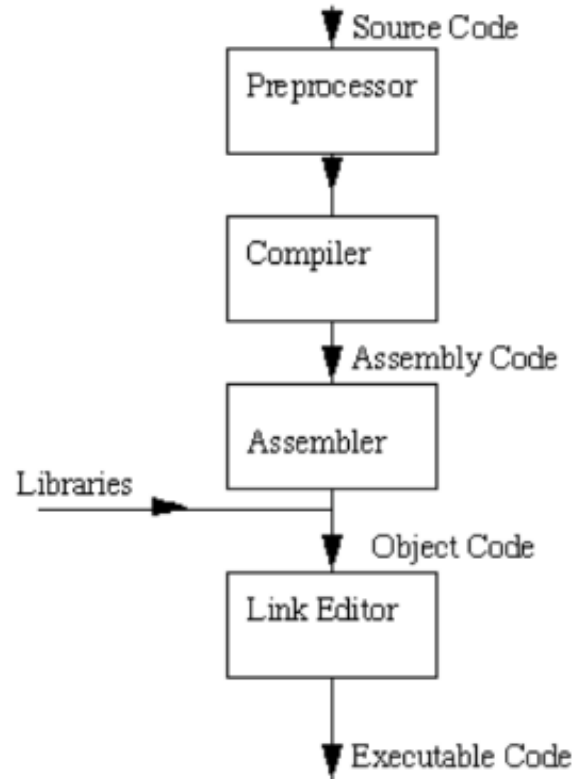 Source Code
Preprocessor
Compiler
Assembly Code
Assembler
Libraries
Object Code
Link Editor
Executable Code